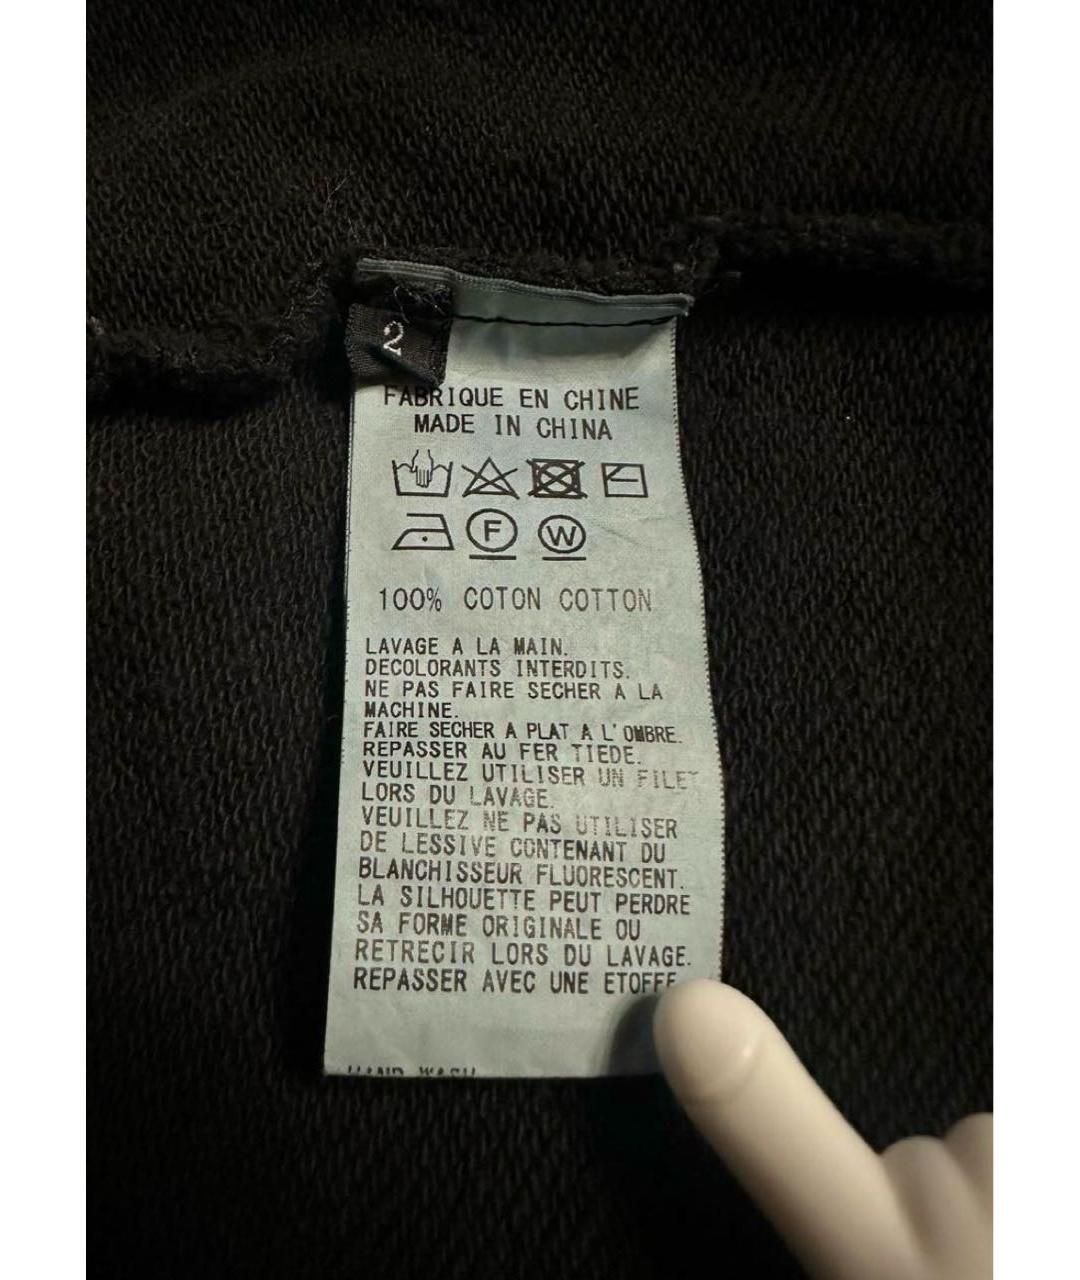 2
FABRIQUE EN CHINE
MADE IN CHINA
F W
100% COTON COTTON
LAVAGE A LA MAIN.
DECOLORANTS INTERDITS.
NE PAS FAIRE SECHER A LA
MACHINE.
FAIRE SECHER A PLAT A L'OMBRE.
REPASSER AU FER TIEDE.
VEUILLEZ UTILISER UN FILET
LORS DU LAVAGE.
VEUILLEZ NE PAS UTILISER
DE LESSIVE CONTENANT DU
BLANCHISSEUR FLUORESCENT.
LA SILHOUETTE PEUT PERDRE
SA FORME ORIGINALE OU
RETRECIR LORS DU LAVAGE.
REPASSER AVEC UNE ETOFFE
HAND WASH